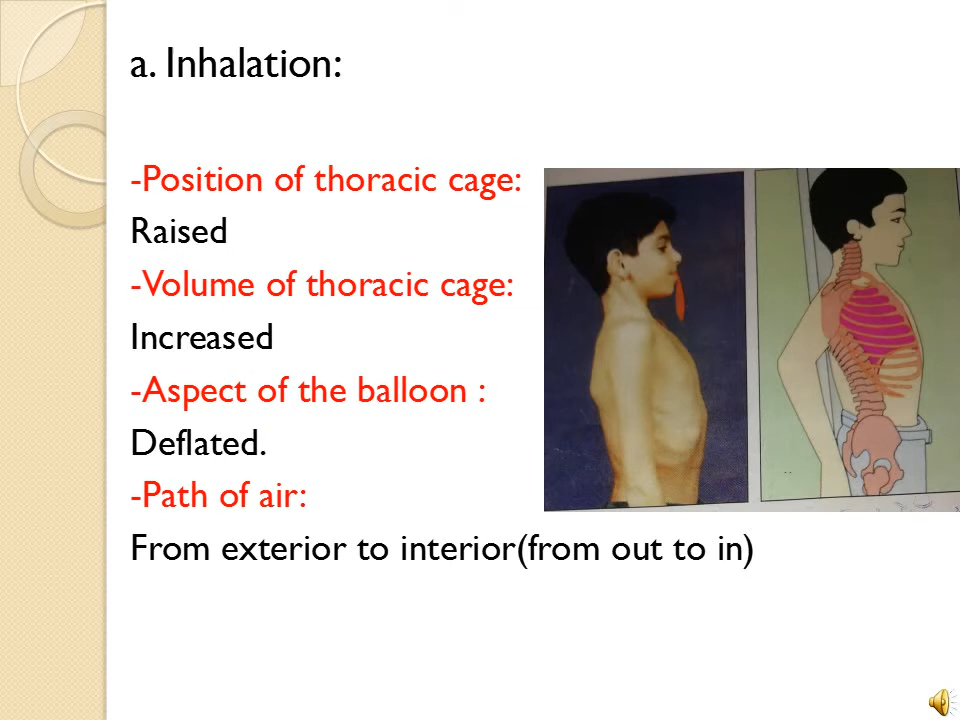 a. Inhalation:
-Position of thoracic cage:
Raised
-Volume of thoracic cage:
Increased
-Aspect of the balloon :
Deflated.
-Path of air:
From exterior to interior(from out to in)